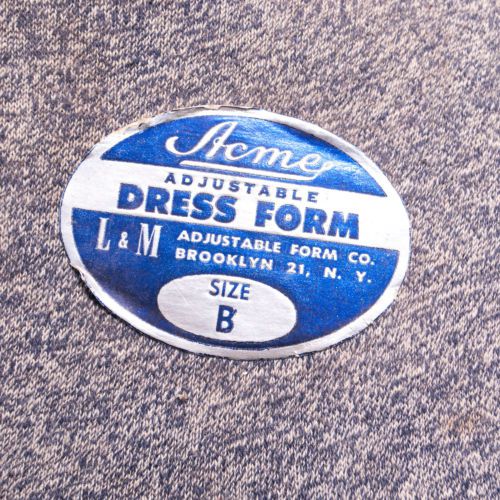 Acme
ADJUSTABLE
DRESS FORM
L & M ADJUSTABLE FORM CO.
BROOKLYN 21, N. Y.
SIZE
B